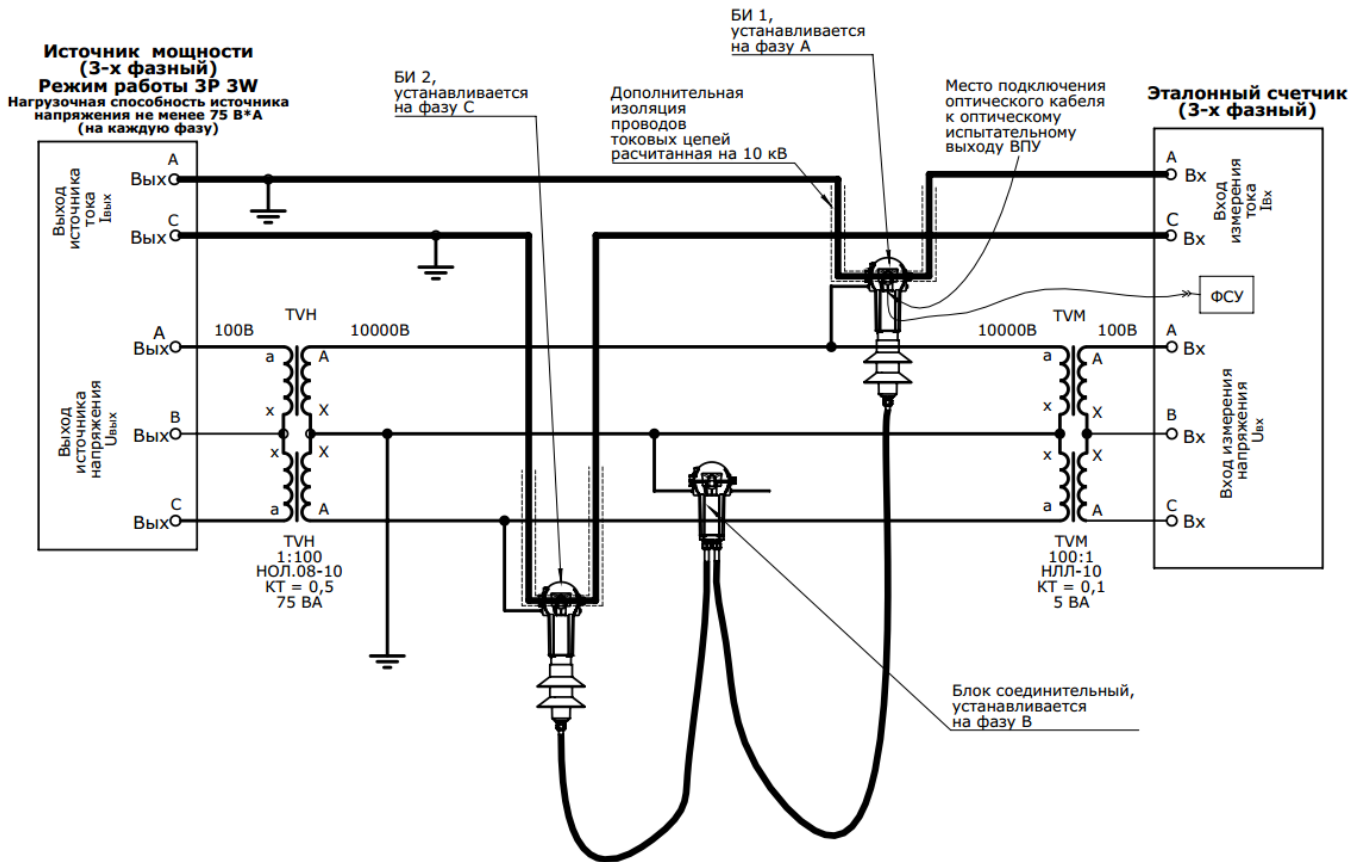 Источник мощности
(3-х фазный)
Режим работы 3P 3W
Нагрузочная способность источника
напряжения не менее 75 В*А
(на каждую фазу)
БИ 2,
устанавливается
на фазу С
Дополнительная
изоляция
проводов
токовых цепей
расчитанная на 10 кВ
БИ 1,
устанавливается
на фазу А
Место подключения
оптического кабеля
к оптическому
испытательному
выходу ВПУ
Эталонный счетчик
(3-х фазный)
Выход
источника
тока
Iвых
A
Вых
C
Вых
A
Вх
C
Вх
Вход
измерения
тока
Iвх
ФСУ
Выход
источника
напряжения
Uвых
A
Вых
B
Вых
C
Вых
100В
TVH
10000В
a
A
x
X
x
X
a
A
TVH
1:100
НОЛ.08-10
КТ = 0,5
75 ВА
10000В
TVM
100В
a
A
x
X
x
X
a
A
TVM
100:1
НЛЛ-10
КТ = 0,1
5 ВА
A
Вх
B
Вх
C
Вх
Вход измерения
напряжения
Uвх
Блок соединительный,
устанавливается
на фазу В